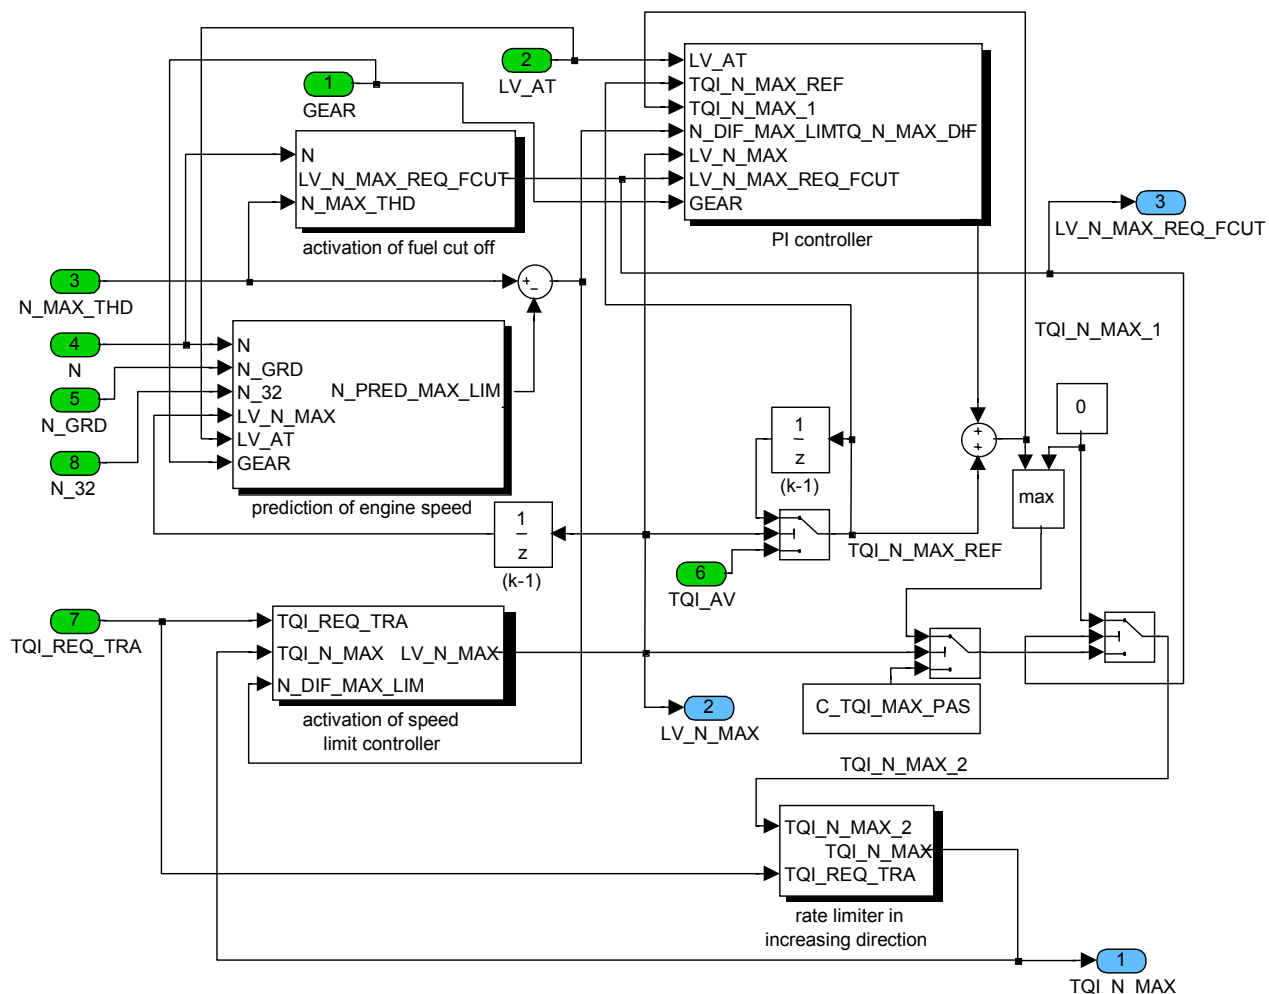 2
LV_AT
1
GEAR
LV_AT
TQI_N_MAX_REF
TQI_N_MAX_1
N_DIF_MAX_LIMTQ_N_MAX_DIF
LV_N_MAX
LV_N_MAX_REQ_FCUT
GEAR
PI controller
N
LV_N_MAX_REQ_FCUT
N_MAX_THD
activation of fuel cut off
3
LV_N_MAX_REQ_FCUT
3
N_MAX_THD
+
−
4
N
5
N_GRD
8
N_32
N
N_GRD
N_32
LV_N_MAX
LV_AT
GEAR
N_PRED_MAX_LIM
prediction of engine speed
TQI_N_MAX_1
0
1
z
(k-1)
+
+
max
1
z
(k-1)
TQI_N_MAX_REF
6
TQI_AV
7
TQI_REQ_TRA
TQI_REQ_TRA
TQI_N_MAX LV_N_MAX
N_DIF_MAX_LIM
activation of speed
limit controller
2
LV_N_MAX
C_TQI_MAX_PAS
TQI_N_MAX_2
TQI_N_MAX_2
TQI_N_MAX
TQI_REQ_TRA
rate limiter in
increasing direction
1
TQI_N_MAX